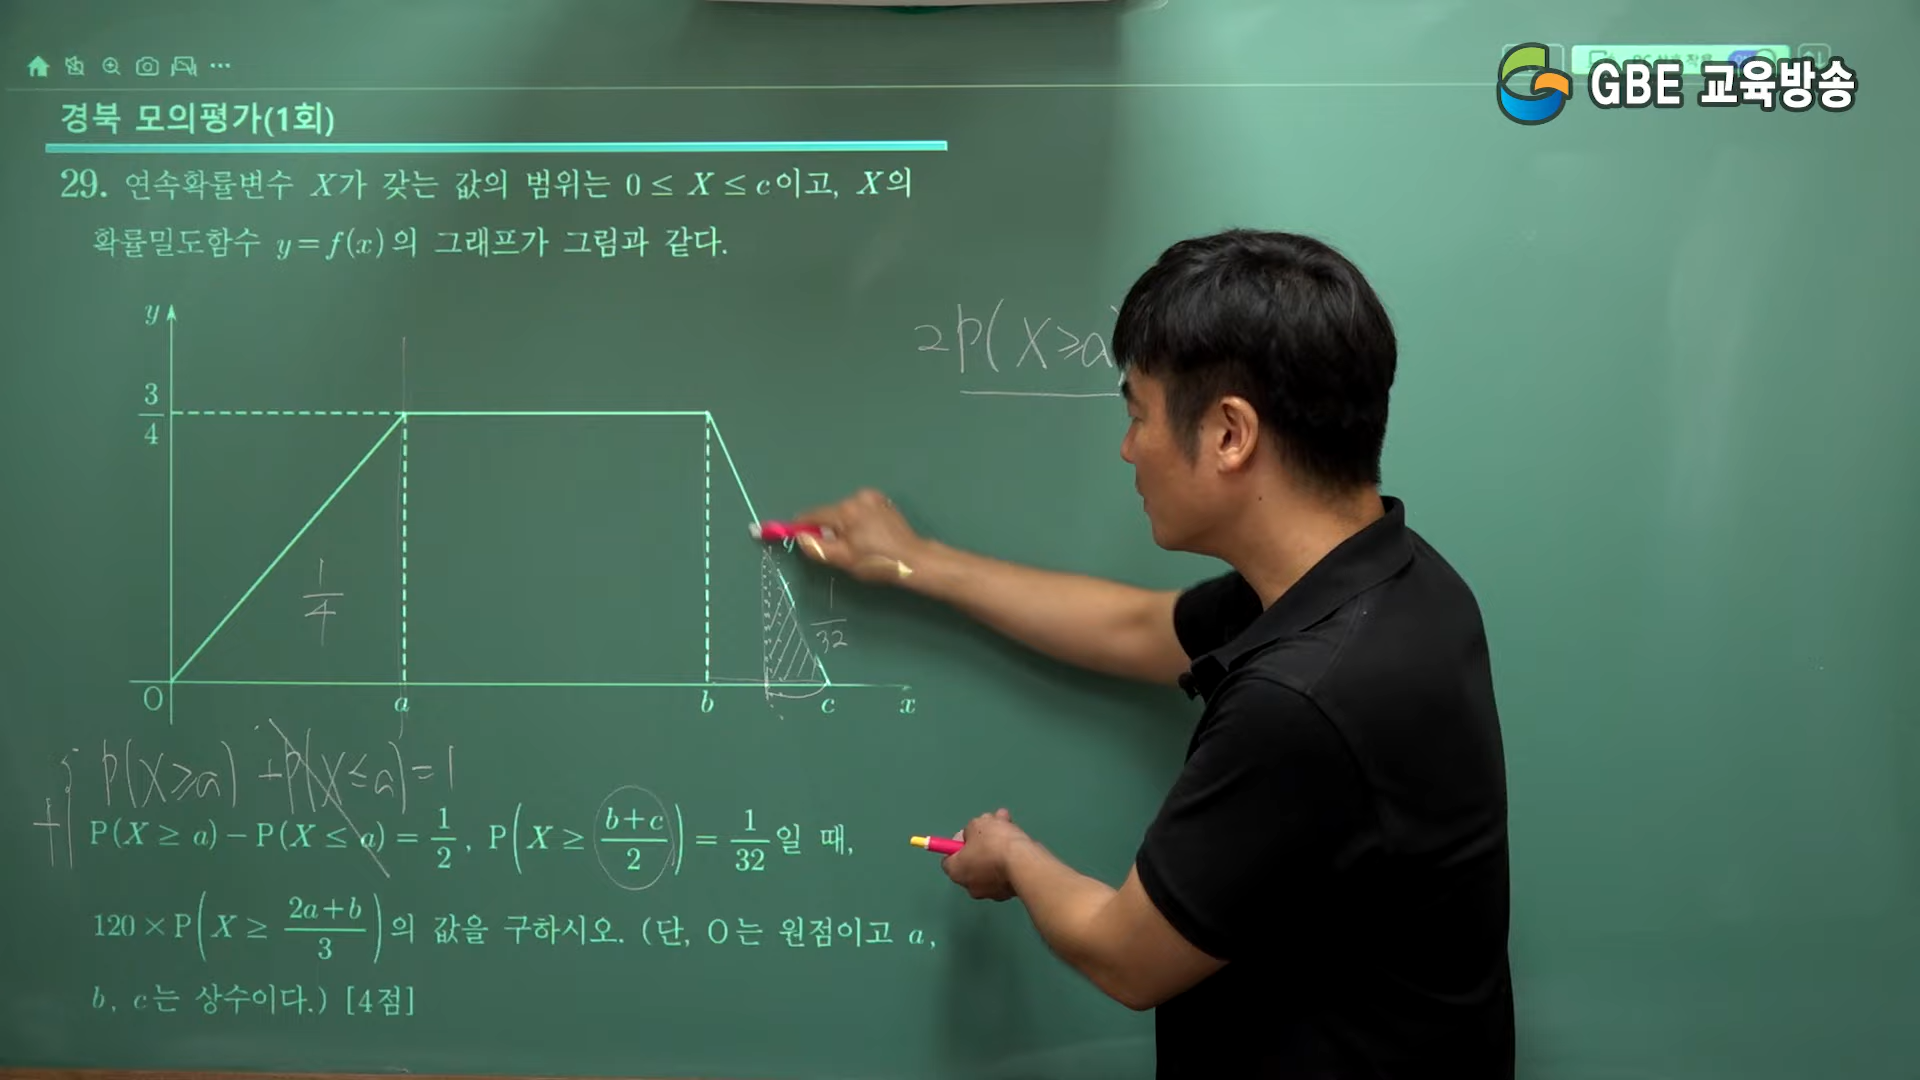 GBE 교육방송
경북 모의평가(1회)
29. 연속확률변수 X가 갖는 값의 범위는 0 ≤ X ≤ c이고, X의
확률밀도함수 y=f(x)의 그래프가 그림과 같다.
2P(X≥a)
y
3/4
1/4
1/32
O a b c x
P(X≥a) + P(X≤a) = 1
+
P(X ≥ a) − P(X ≤ a) = 1/2, P(X ≥ (b+c)/2) = 1/32일 때,
120×P(X ≥ (2a+b)/3)의 값을 구하시오. (단, O는 원점이고 a,
b, c는 상수이다.) [4점]